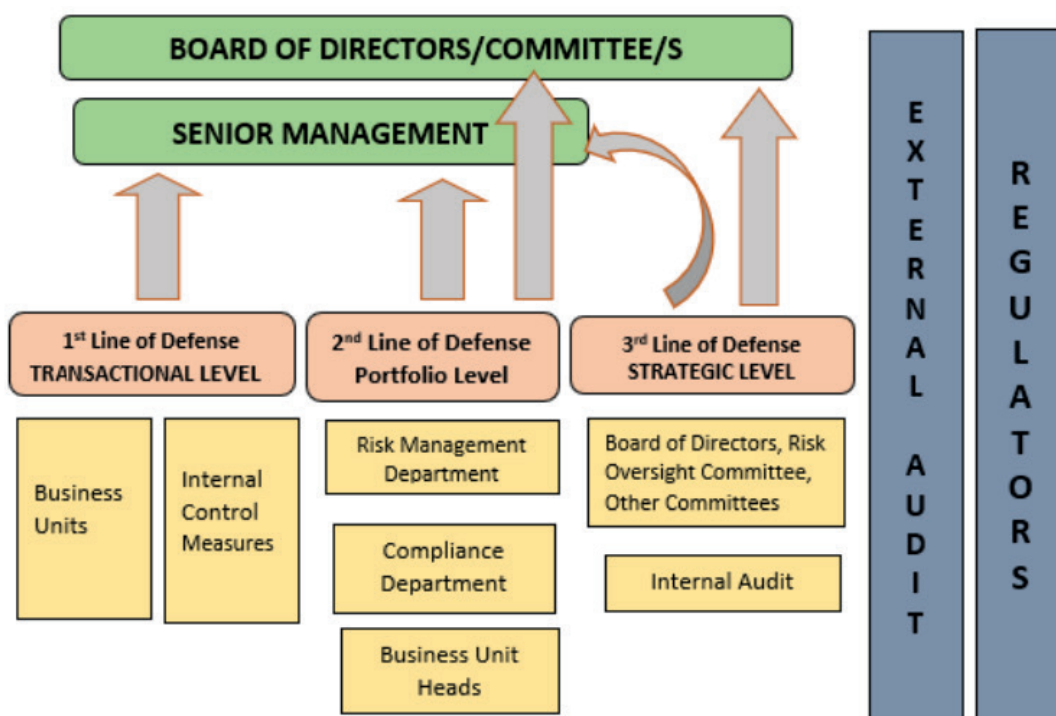 BOARD OF DIRECTORS/COMMITTEE/S
SENIOR MANAGEMENT
1st Line of Defense
TRANSACTIONAL LEVEL
2nd Line of Defense
Portfolio Level
3rd Line of Defense
STRATEGIC LEVEL
Business
Units
Internal
Control
Measures
Risk Management
Department
Compliance
Department
Business Unit
Heads
Board of Directors, Risk
Oversight Committee,
Other Committees
Internal Audit
EXTERNAL AUDIT
REGULATORS